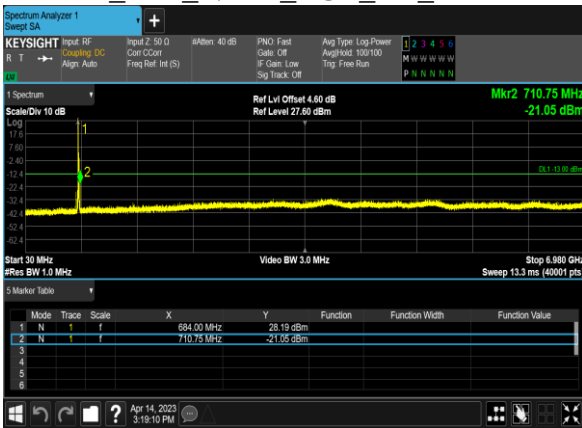 Spectrum Analyzer 1
Swept SA
KEYSIGHT
R T
LV
Input: RF
Coupling: DC
Align: Auto
Input Z: 50 Ω
Corr CCorr
Freq Ref: Int (S)
#Atten: 40 dB
PNO: Fast
Gate: Off
IF Gain: Low
Sig Track: Off
Avg Type: Log-Power
Avg|Hold: 100/100
Trig: Free Run
1 2 3 4 5 6
M W W W W W
P N N N N N
1 Spectrum
Scale/Div 10 dB
Ref Lvl Offset 4.60 dB
Ref Level 27.60 dBm
Mkr2 710.75 MHz
-21.05 dBm
Log
17.6
7.60
-2.40
-12.4
-22.4
-32.4
-42.4
-52.4
-62.4
1
2
DL1 -13.00 dBm
Start 30 MHz
#Res BW 1.0 MHz
Video BW 3.0 MHz
Stop 6.980 GHz
Sweep 13.3 ms (40001 pts)
5 Marker Table
Mode Trace Scale X Y Function Function Width Function Value
1 N 1 f 684.00 MHz 28.19 dBm
2 N 1 f 710.75 MHz -21.05 dBm
3
4
5
6
?
Apr 14, 2023
3:19:10 PM